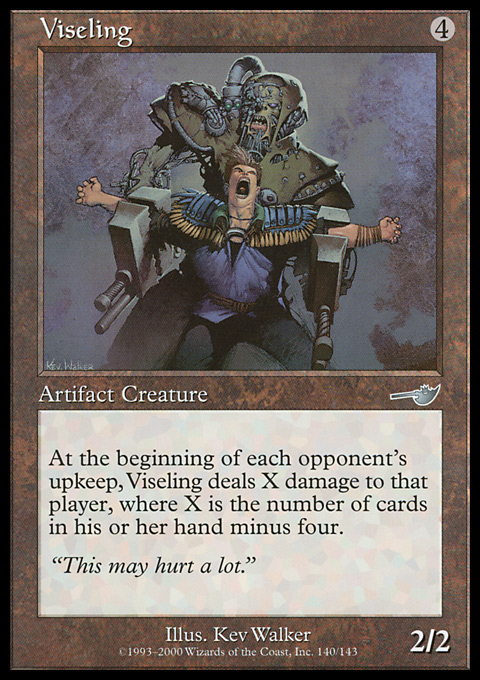 Viseling 4
KEV WALKER
Artifact Creature
At the beginning of each opponent's
upkeep, Viseling deals X damage to that
player, where X is the number of cards
in his or her hand minus four.
"This may hurt a lot."
Illus. Kev Walker
©1993–2000 Wizards of the Coast, Inc. 140/143
2/2